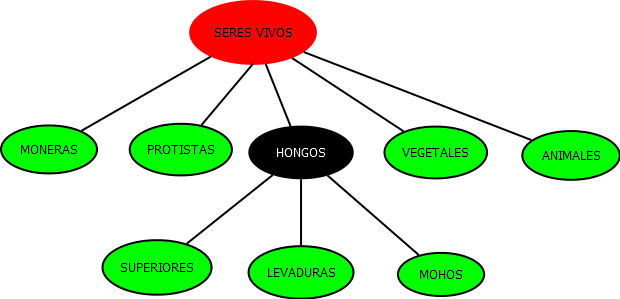 SERES VIVOS
MONERAS
PROTISTAS
HONGOS
VEGETALES
ANIMALES
SUPERIORES
LEVADURAS
MOHOS